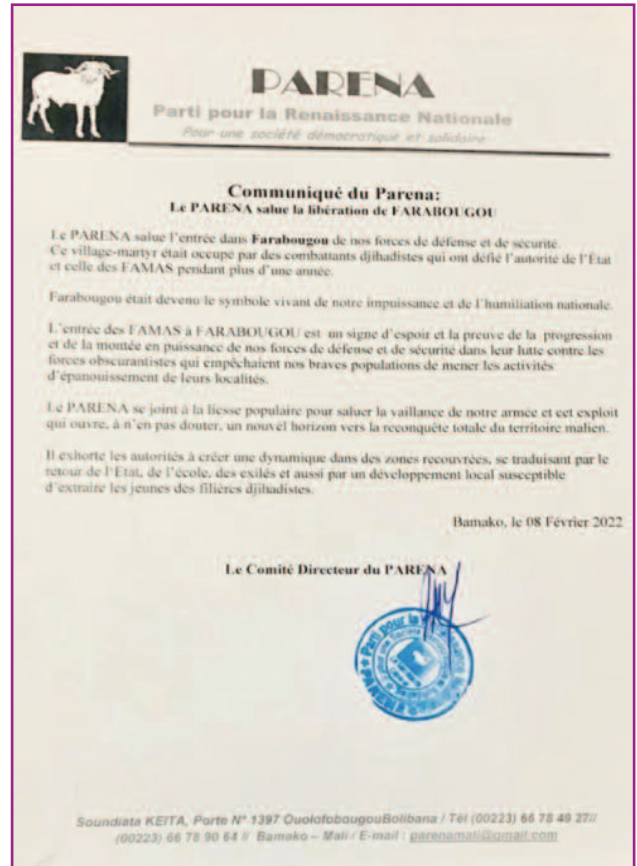 PARENA
Parti pour la Renaissance Nationale
Pour une société démocratique et solidaire
Communiqué du Parena:
Le PARENA salue la libération de FARABOUGOU
Le PARENA salue l'entrée dans Farabougou de nos forces de défense et de sécurité.
Ce village-martyr était occupé par des combattants djihadistes qui ont défié l'autorité de l'État
et celle des FAMAS pendant plus d'une année.
Farabougou était devenu le symbole vivant de notre impuissance et de l'humiliation nationale.
L'entrée des FAMAS à FARABOUGOU est un signe d'espoir et la preuve de la progression
et de la montée en puissance de nos forces de défense et de sécurité dans leur lutte contre les
forces obscurantistes qui empêchaient nos braves populations de mener les activités
d'épanouissement de leurs localités.
Le PARENA se joint à la liesse populaire pour saluer la vaillance de notre armée et cet exploit
qui ouvre, à n'en pas douter, un nouvel horizon vers la reconquête totale du territoire malien.
Il exhorte les autorités à créer une dynamique dans des zones recouvrées, se traduisant par le
retour de l'État, de l'école, des exilés et aussi par un développement local susceptible
d'extraire les jeunes des filières djihadistes.
Bamako, le 08 Février 2022
Le Comité Directeur du PARENA
Parti pour la Renaissance
PARENA
Soundiata KEITA, Porte N° 1397 OuolofobougouBolibana / Tél (00223) 66 78 49 27//
(00223) 66 78 90 64 // Bamako – Mali / E-mail : parenamali@gmail.com